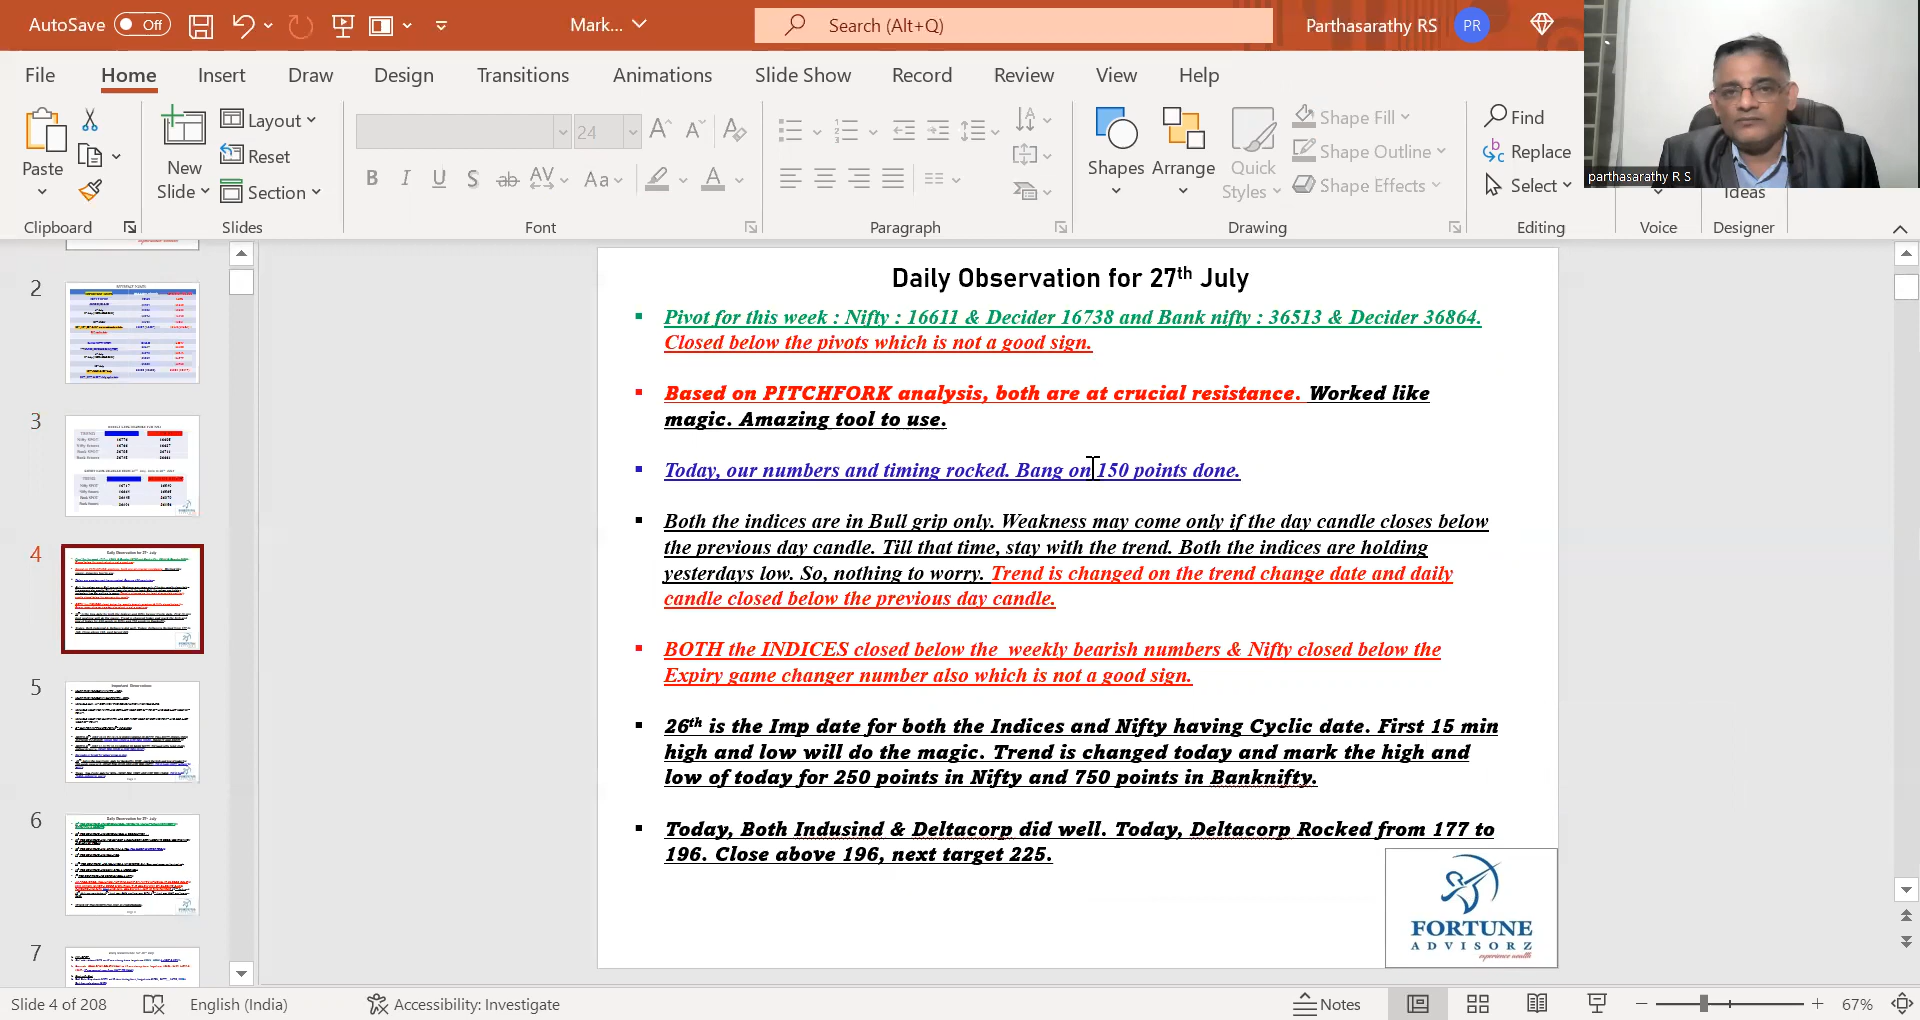 AutoSave Off Mark... Search (Alt+Q) Parthasarathy RS PR
File Home Insert Draw Design Transitions Animations Slide Show Record Review View Help
Paste
New Slide
Layout
Reset
Section
24
Shapes
Arrange
Quick Styles
Shape Fill
Shape Outline
Shape Effects
Find
Replace
Select
parthasarathy R S
Ideas
Clipboard Slides Font Paragraph Drawing Editing Voice Designer
2
3
4
5
6
7
Daily Observation for 27th July
Pivot for this week : Nifty : 16611 & Decider 16738 and Bank nifty : 36513 & Decider 36864.
Closed below the pivots which is not a good sign.
Based on PITCHFORK analysis, both are at crucial resistance. Worked like
magic. Amazing tool to use.
Today, our numbers and timing rocked. Bang on 150 points done.
Both the indices are in Bull grip only. Weakness may come only if the day candle closes below
the previous day candle. Till that time, stay with the trend. Both the indices are holding
yesterdays low. So, nothing to worry. Trend is changed on the trend change date and daily
candle closed below the previous day candle.
BOTH the INDICES closed below the weekly bearish numbers & Nifty closed below the
Expiry game changer number also which is not a good sign.
26th is the Imp date for both the Indices and Nifty having Cyclic date. First 15 min
high and low will do the magic. Trend is changed today and mark the high and
low of today for 250 points in Nifty and 750 points in Banknifty.
Today, Both Indusind & Deltacorp did well. Today, Deltacorp Rocked from 177 to
196. Close above 196, next target 225.
FORTUNE
ADVISORZ
experience wealth
Slide 4 of 208 English (India) Accessibility: Investigate Notes 67%